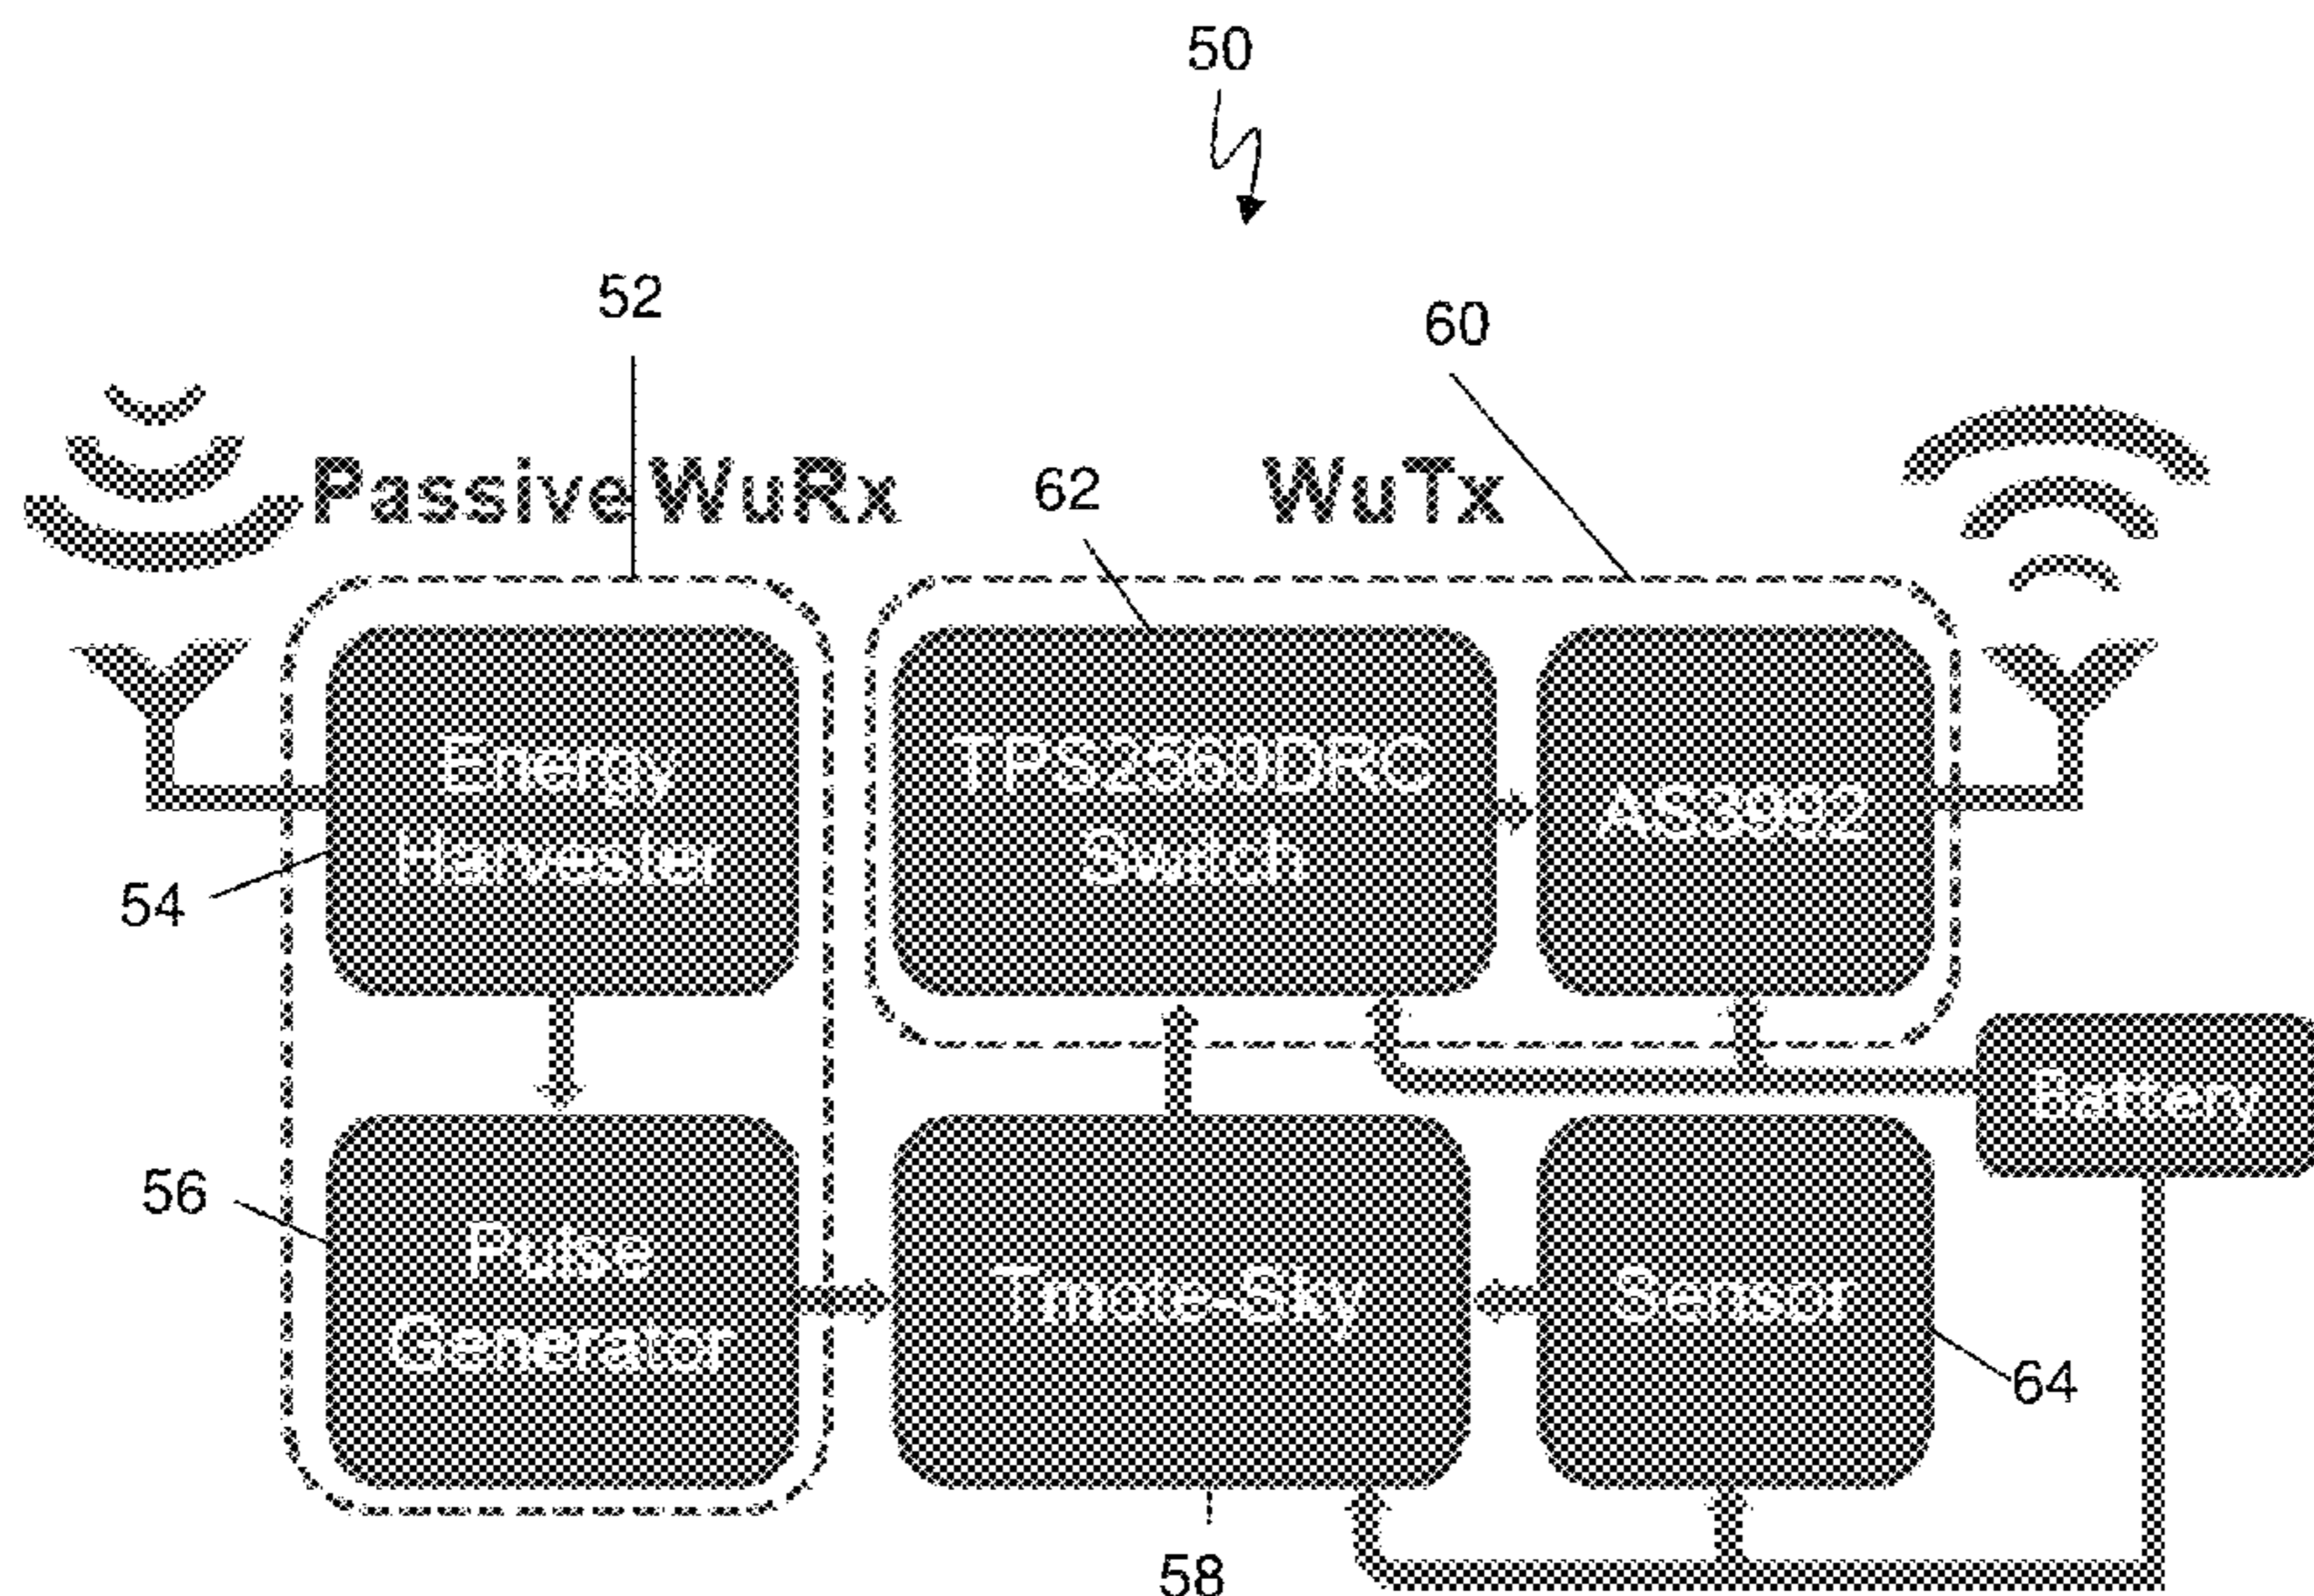 50
52
60
Passive WuRx
62
WuTx
Energy
Harvester
TPS2560DRC
Switch
AS3992
54
Battery
56
Pulse
Generator
Tmote-Sky
Sensor
64
58